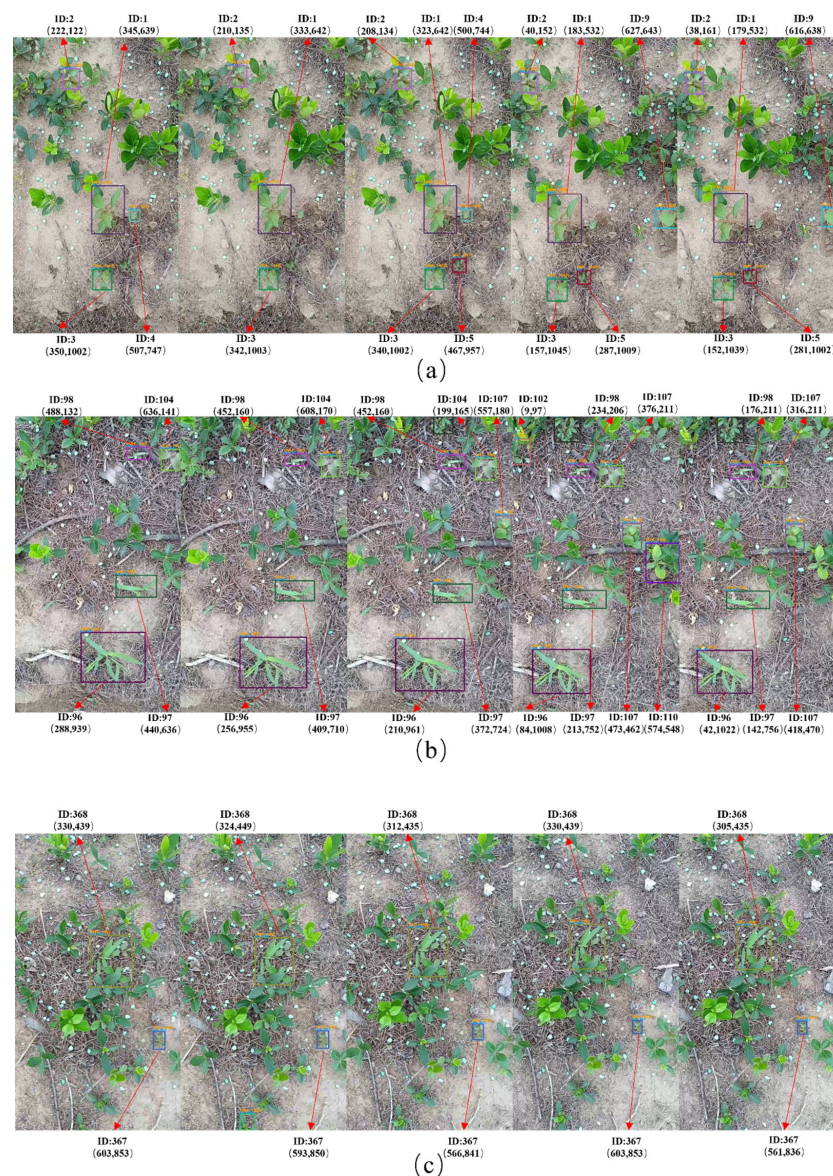 ID:2 ID:1 ID:2 ID:1 ID:2 ID:1 ID:4 ID:2 ID:1 ID:9 ID:2 ID:1 ID:9
(222,122) (345,639) (210,135) (333,642) (208,134) (323,642) (500,744) (40,152) (183,532) (627,643) (38,161) (179,532) (616,638)
ID:3 ID:4 ID:3 ID:3 ID:5 ID:3 ID:5 ID:3 ID:5
(350,1002) (507,747) (342,1003) (340,1002) (467,957) (157,1045) (287,1009) (152,1039) (281,1002)
(a)
ID:98 ID:104 ID:98 ID:104 ID:98 ID:104 ID:107 ID:102 ID:98 ID:107 ID:98 ID:107
(488,132) (636,141) (452,160) (608,170) (452,160) (199,165) (557,180) (9,97) (234,206) (376,211) (176,211) (316,211)
ID:96 ID:97 ID:96 ID:97 ID:96 ID:97 ID:96 ID:97 ID:107 ID:110 ID:96 ID:97 ID:107
(288,939) (440,636) (256,955) (409,710) (210,961) (372,724) (84,1008) (213,752) (473,462) (574,548) (42,1022) (142,756) (418,470)
(b)
ID:368 ID:368 ID:368 ID:368 ID:368
(330,439) (324,449) (312,435) (330,439) (305,435)
ID:367 ID:367 ID:367 ID:367 ID:367
(603,853) (593,850) (566,841) (603,853) (561,836)
(c)